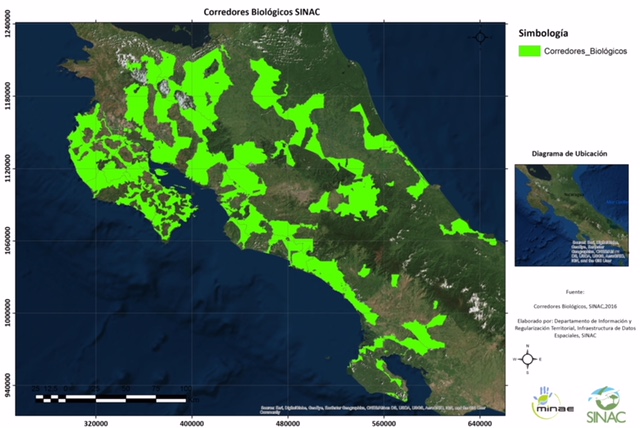 Corredores Biológicos SINAC
1240000
1180000
1120000
1060000
1000000
940000
320000
400000
480000
560000
640000
Simbología
Corredores_Biológicos
Diagrama de Ubicación
Fuente:
Corredores Biológicos, SINAC,2016
Elaborado por: Departamento de Información y
Regularización Territorial, Infraestructura de Datos
Espaciales, SINAC
N
E
S
minae
SINAC